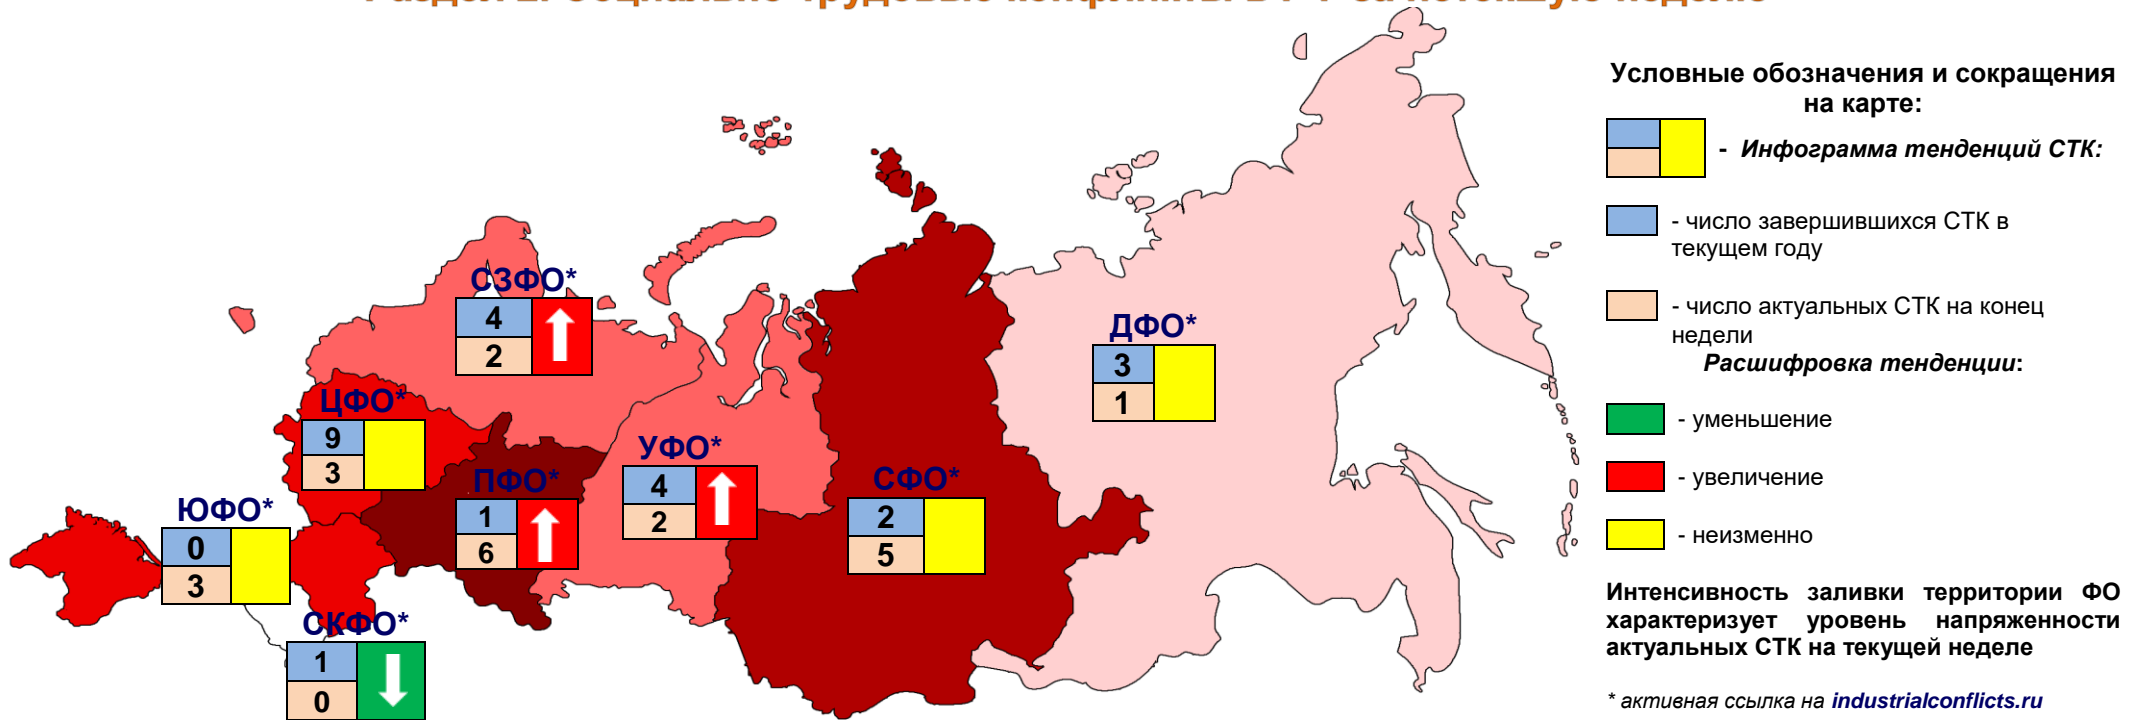 СЗФО*
4
2
ДФО*
3
1
ЦФО*
9
3
УФО*
4
2
ПФО*
1
6
СФО*
2
5
ЮФО*
0
3
СКФО*
1
0
Условные обозначения и сокращения
на карте:
- Инфограмма тенденций СТК:
- число завершившихся СТК в
текущем году
- число актуальных СТК на конец
недели
Расшифровка тенденции:
- уменьшение
- увеличение
- неизменно
Интенсивность заливки территории ФО
характеризует уровень напряженности
актуальных СТК на текущей неделе
* активная ссылка на industrialconflicts.ru